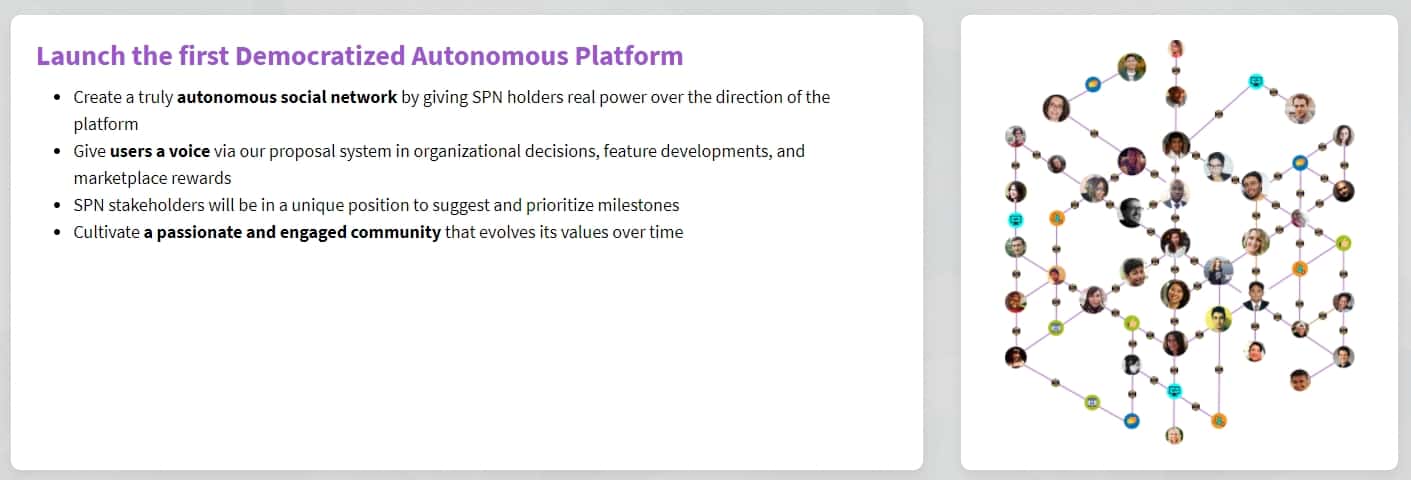 Launch the first Democratized Autonomous Platform
• Create a truly autonomous social network by giving SPN holders real power over the direction of the
platform
• Give users a voice via our proposal system in organizational decisions, feature developments, and
marketplace rewards
• SPN stakeholders will be in a unique position to suggest and prioritize milestones
• Cultivate a passionate and engaged community that evolves its values over time